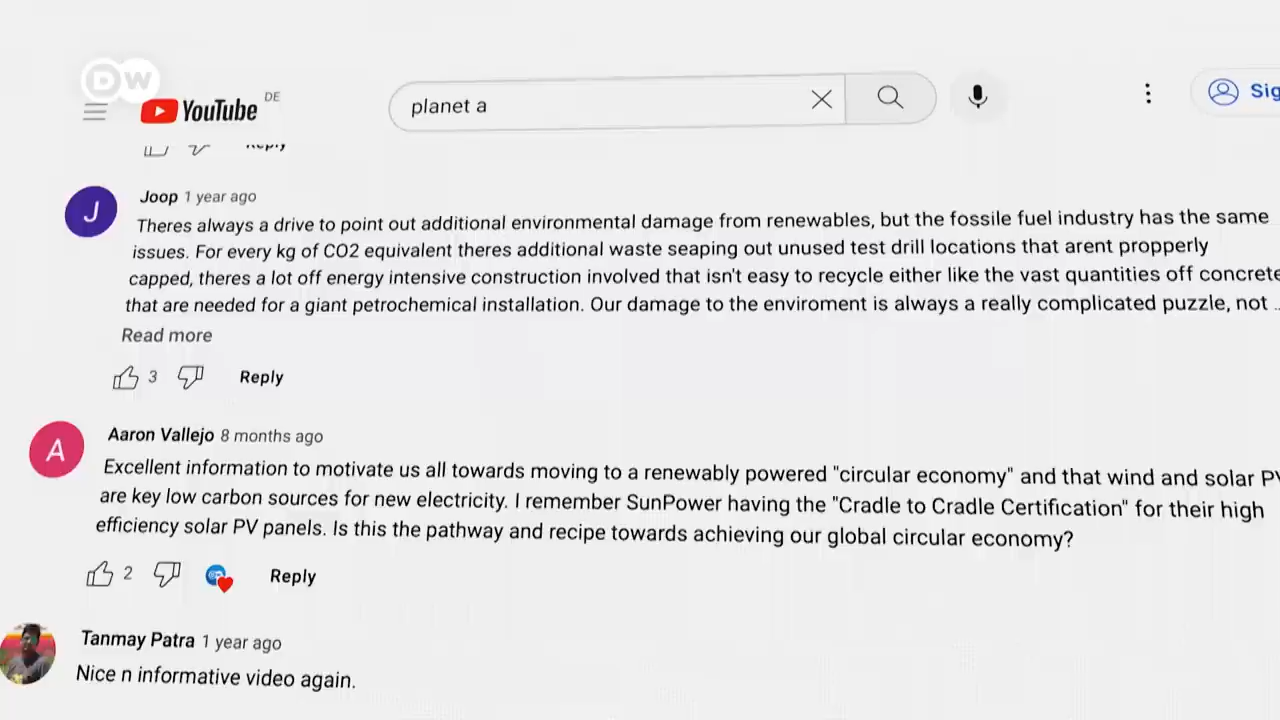 DW
YouTube DE
planet a
Sig
Reply
J
Joop 1 year ago
Theres always a drive to point out additional environmental damage from renewables, but the fossile fuel industry has the same
issues. For every kg of CO2 equivalent theres additional waste seaping out unused test drill locations that arent propperly
capped, theres a lot off energy intensive construction involved that isn't easy to recycle either like the vast quantities off concrete
that are needed for a giant petrochemical installation. Our damage to the enviroment is always a really complicated puzzle, not ...
Read more
3 Reply
A
Aaron Vallejo 8 months ago
Excellent information to motivate us all towards moving to a renewably powered "circular economy" and that wind and solar PV
are key low carbon sources for new electricity. I remember SunPower having the "Cradle to Cradle Certification" for their high
efficiency solar PV panels. Is this the pathway and recipe towards achieving our global circular economy?
2 Reply
Tanmay Patra 1 year ago
Nice n informative video again.